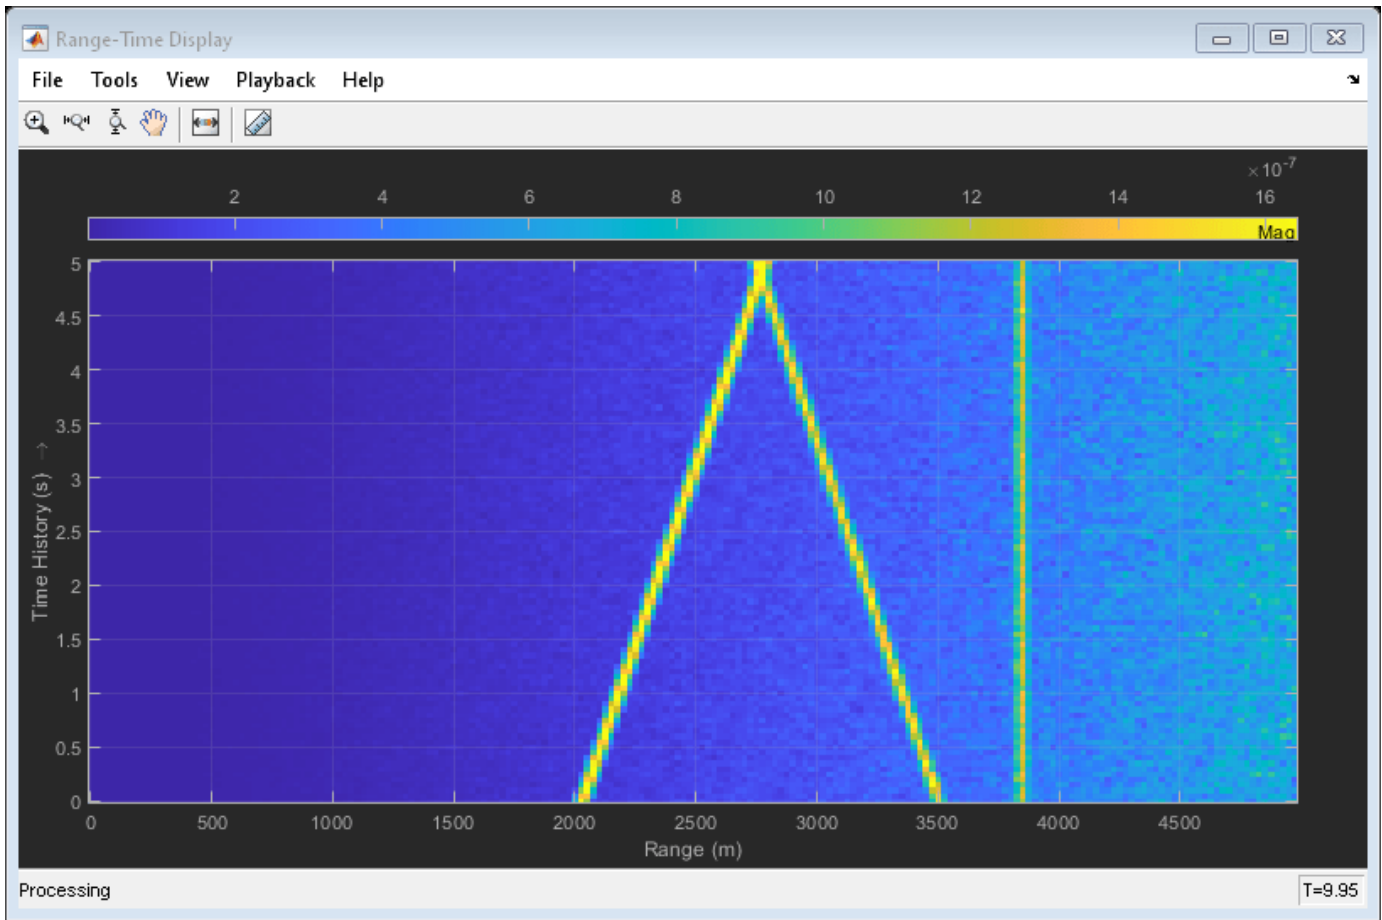 Range-Time Display
File Tools View Playback Help
×10-7
2 4 6 8 10 12 14 16
Mag
5
4.5
4
3.5
3
2.5
2
1.5
1
0.5
0
Time History (s) →
0 500 1000 1500 2000 2500 3000 3500 4000 4500
Range (m)
Processing T=9.95